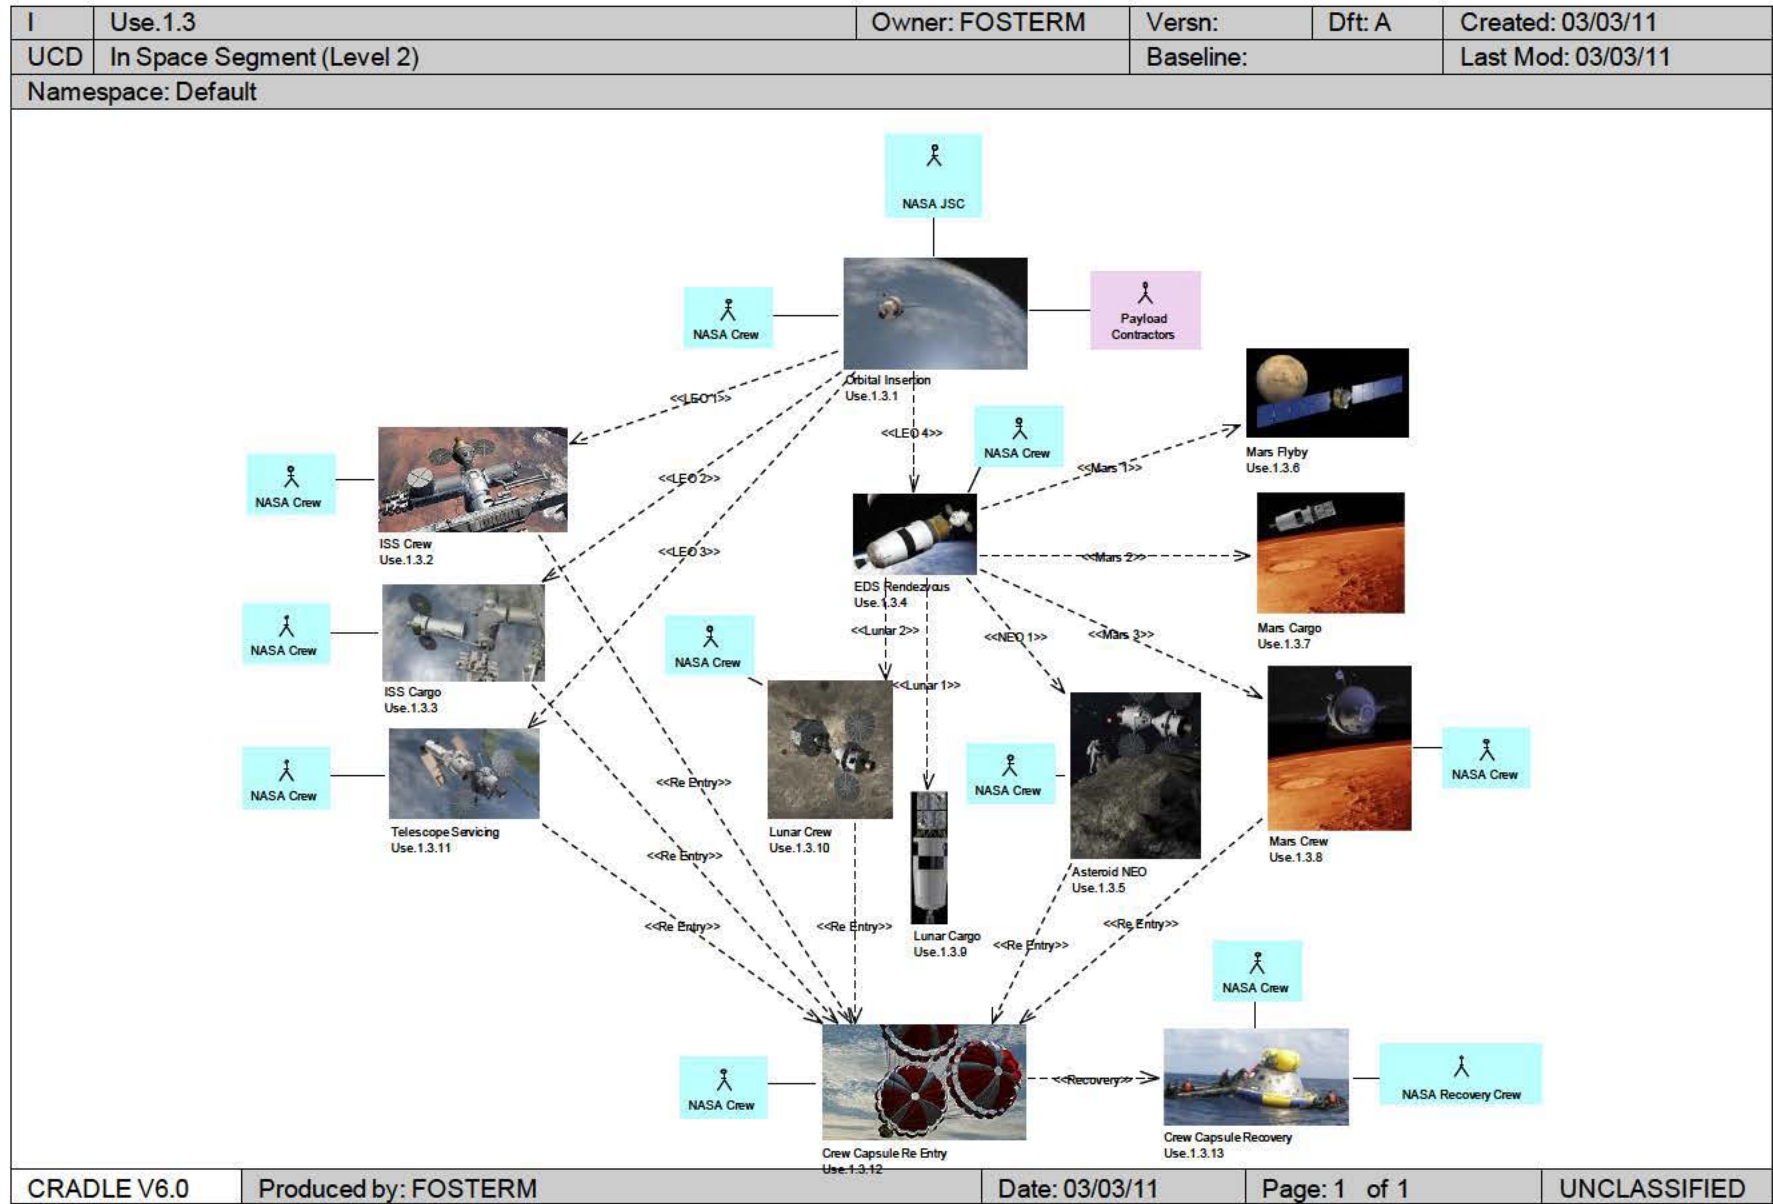 I Use.1.3 Owner: FOSTERM Versn: Dft: A Created: 03/03/11
UCD In Space Segment (Level 2) Baseline: Last Mod: 03/03/11
Namespace: Default
NASA JSC
NASA Crew
Payload
Contractors
Orbital Insertion
Use.1.3.1
<<LEO 1>>
<<LEO 2>>
<<LEO 3>>
<<LEO 4>>
NASA Crew
<<Mars 1>>
Mars Flyby
Use.1.3.6
NASA Crew
ISS Crew
Use.1.3.2
EDS Rendezvous
Use.1.3.4
<<Mars 2>>
Mars Cargo
Use.1.3.7
NASA Crew
ISS Cargo
Use.1.3.3
NASA Crew
<<Lunar 2>>
<<Lunar 1>>
<<NEO 1>>
<<Mars 3>>
NASA Crew
Telescope Servicing
Use.1.3.11
Lunar Crew
Use.1.3.10
NASA Crew
Asteroid NEO
Use.1.3.5
NASA Crew
Mars Crew
Use.1.3.8
<<Re Entry>>
<<Re Entry>>
<<Re Entry>>
<<Re Entry>>
Lunar Cargo
Use.1.3.9
<<Re Entry>>
<<Re Entry>>
NASA Crew
NASA Crew
<<Recovery>>
NASA Recovery Crew
Crew Capsule Re Entry
Use.1.3.12
Crew Capsule Recovery
Use.1.3.13
CRADLE V6.0 Produced by: FOSTERM Date: 03/03/11 Page: 1 of 1 UNCLASSIFIED